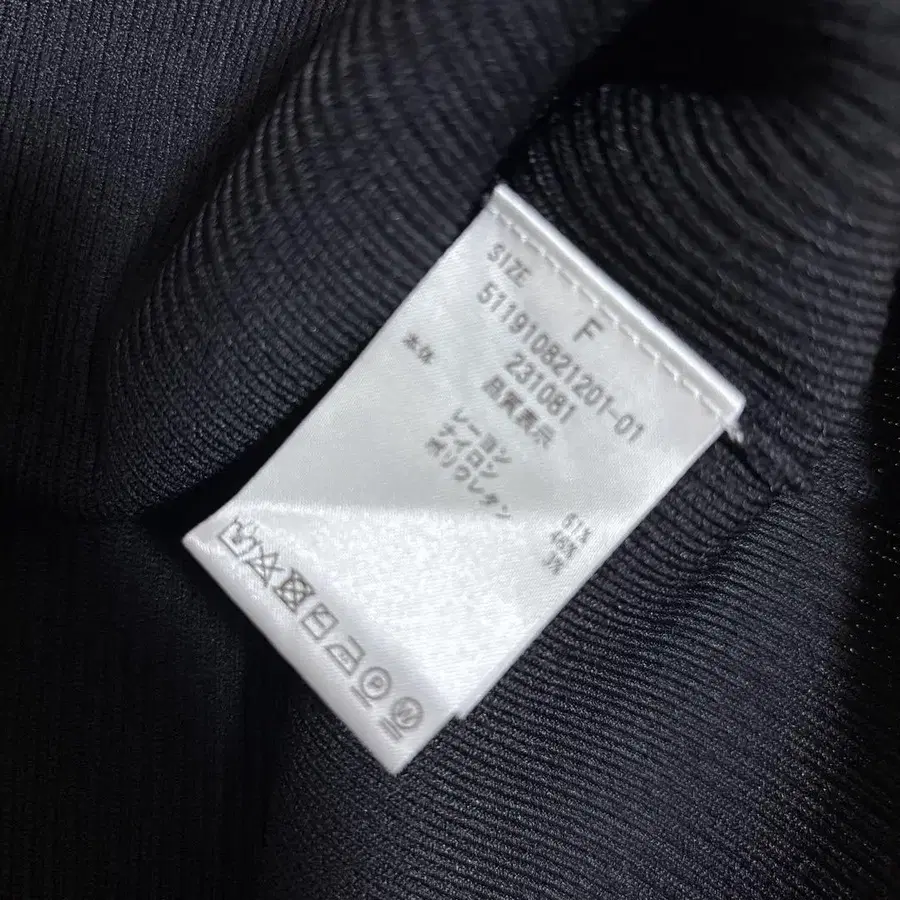 SIZE
F
511910821201-01
231081
品質表示
本体
レーヨン 61%
ナイロン
ポリウレタン
P
W